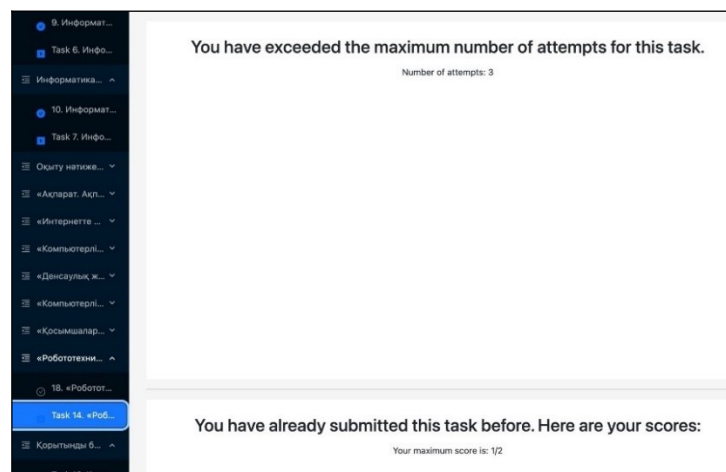 9. Информат...
Task 6. Инфо...
Информатика...
10. Информат...
Task 7. Инфо...
Оқыту нәтиже...
«Ақпарат. Ақп...
«Интернетте ...
«Компьютерлі...
«Денсаулық ж...
«Компьютерлі...
«Қосымшалар...
«Робототехни...
18. «Робот...
Task 14. «Роб...
Қорытынды б...
You have exceeded the maximum number of attempts for this task.
Number of attempts: 3
You have already submitted this task before. Here are your scores:
Your maximum score is: 1/2